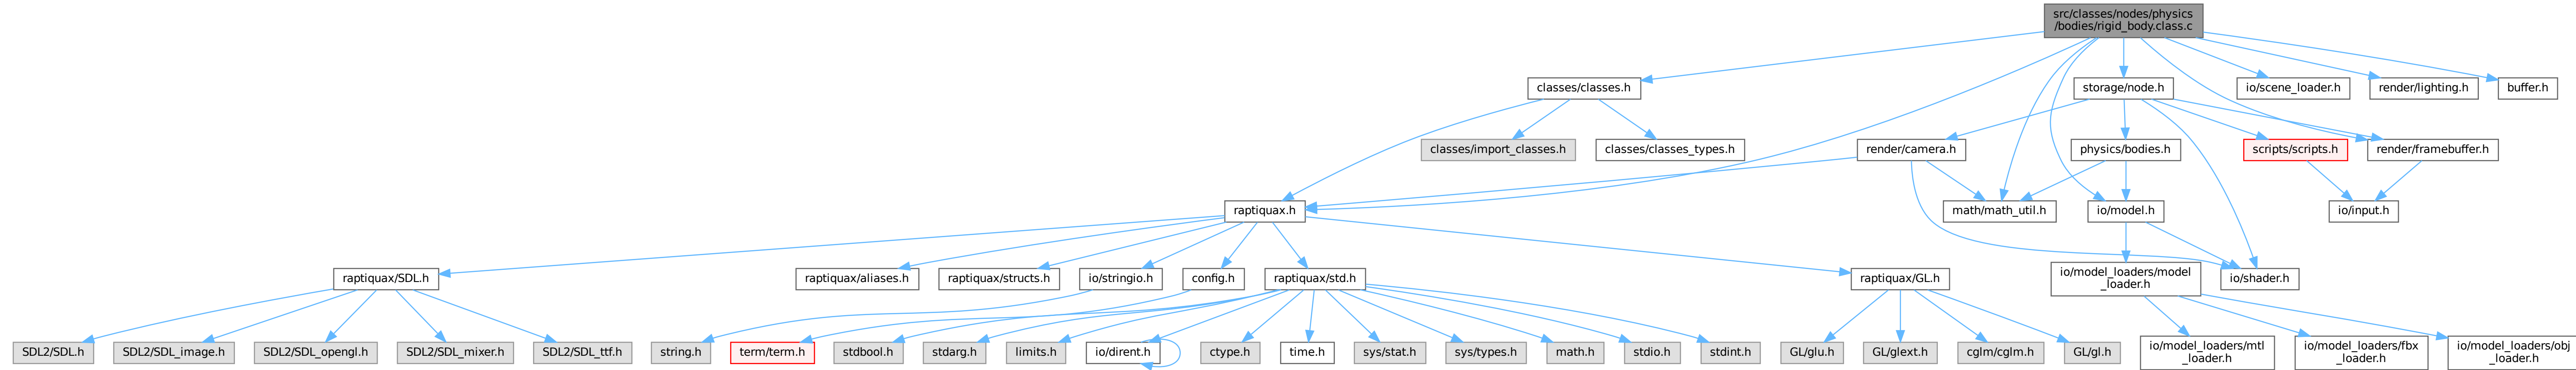 src/classes/nodes/physics
/bodies/rigid_body.class.c
classes/classes.h
storage/node.h
io/scene_loader.h
render/lighting.h
buffer.h
classes/import_classes.h
classes/classes_types.h
render/camera.h
physics/bodies.h
scripts/scripts.h
render/framebuffer.h
raptiquax.h
math/math_util.h
io/model.h
io/input.h
raptiquax/SDL.h
raptiquax/aliases.h
raptiquax/structs.h
io/stringio.h
config.h
raptiquax/std.h
raptiquax/GL.h
io/model_loaders/model
_loader.h
io/shader.h
SDL2/SDL.h
SDL2/SDL_image.h
SDL2/SDL_opengl.h
SDL2/SDL_mixer.h
SDL2/SDL_ttf.h
string.h
term/term.h
stdbool.h
stdarg.h
limits.h
io/dirent.h
ctype.h
time.h
sys/stat.h
sys/types.h
math.h
stdio.h
stdint.h
GL/glu.h
GL/glext.h
cglm/cglm.h
GL/gl.h
io/model_loaders/mtl
_loader.h
io/model_loaders/fbx
_loader.h
io/model_loaders/obj
_loader.h